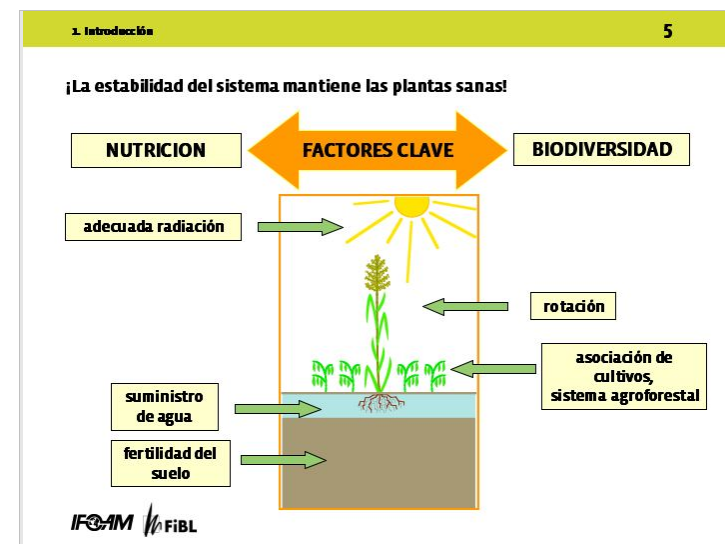 1. Introducción
5
¡La estabilidad del sistema mantiene las plantas sanas!
NUTRICION
FACTORES CLAVE
BIODIVERSIDAD
adecuada radiación
rotación
asociación de
cultivos,
sistema agroforestal
suministro
de agua
fertilidad del
suelo
IFOAM
FiBL